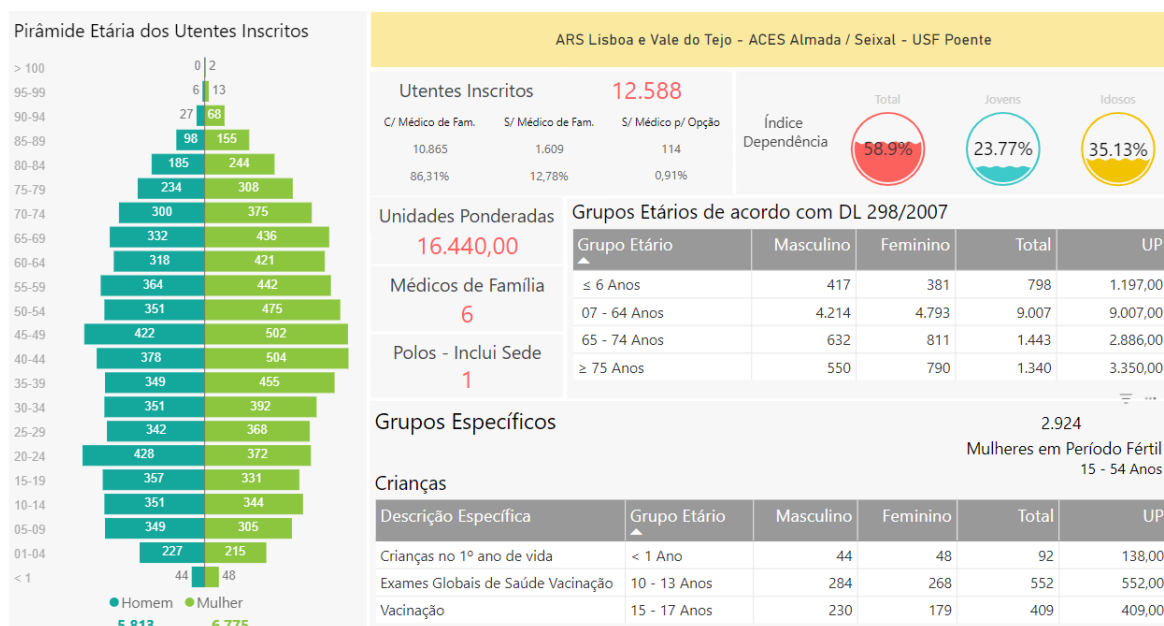 Pirâmide Etária dos Utentes Inscritos
> 100 0 2
95-99 6 13
90-94 27 68
85-89 98 155
80-84 185 244
75-79 234 308
70-74 300 375
65-69 332 436
60-64 318 421
55-59 364 442
50-54 351 475
45-49 422 502
40-44 378 504
35-39 349 455
30-34 351 392
25-29 342 368
20-24 428 372
15-19 357 331
10-14 351 344
05-09 349 305
01-04 227 215
< 1 44 48
Homem Mulher
5.813 6.775
ARS Lisboa e Vale do Tejo - ACES Almada / Seixal - USF Poente
Utentes Inscritos 12.588
C/ Médico de Fam. S/ Médico de Fam. S/ Médico p/ Opção
10.865 1.609 114
86,31% 12,78% 0,91%
Índice
Dependência
Total Jovens Idosos
58.9% 23.77% 35.13%
Unidades Ponderadas
16.440,00
Médicos de Família
6
Polos - Inclui Sede
1
Grupos Etários de acordo com DL 298/2007
Grupo Etário Masculino Feminino Total UP
≤ 6 Anos 417 381 798 1.197,00
07 - 64 Anos 4.214 4.793 9.007 9.007,00
65 - 74 Anos 632 811 1.443 2.886,00
≥ 75 Anos 550 790 1.340 3.350,00
Grupos Específicos
2.924
Mulheres em Período Fértil
15 - 54 Anos
Crianças
Descrição Específica Grupo Etário Masculino Feminino Total UP
Crianças no 1º ano de vida < 1 Ano 44 48 92 138,00
Exames Globais de Saúde Vacinação 10 - 13 Anos 284 268 552 552,00
Vacinação 15 - 17 Anos 230 179 409 409,00